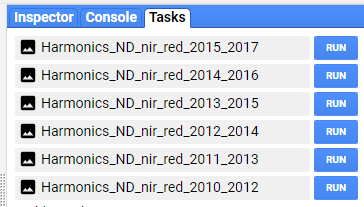 Inspector Console Tasks
Harmonics_ND_nir_red_2015_2017 RUN
Harmonics_ND_nir_red_2014_2016 RUN
Harmonics_ND_nir_red_2013_2015 RUN
Harmonics_ND_nir_red_2012_2014 RUN
Harmonics_ND_nir_red_2011_2013 RUN
Harmonics_ND_nir_red_2010_2012 RUN